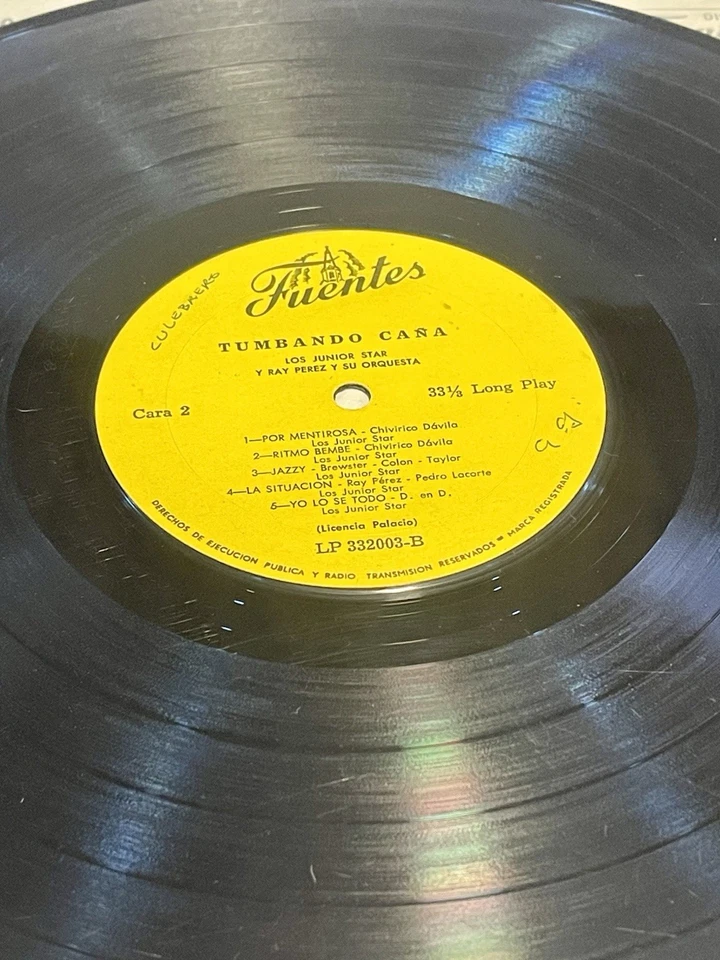 CULEBRERO
Fuentes
TUMBANDO CAÑA
LOS JUNIOR STAR
Y RAY PEREZ Y SU ORQUESTA
Cara 2
33⅓ Long Play
1—POR MENTIROSA - Chivirico Dávila
Los Junior Star
2—RITMO BEMBE - Chivirico Dávila
Los Junior Star
3—JAZZY - Brewster - Colon - Taylor
Los Junior Star
4—LA SITUACION - Ray Pérez - Pedro Lacorte
Los Junior Star
5—YO LO SE TODO - D. en D.
Los Junior Star
(Licencia Palacio)
LP 332003-B
DERECHOS DE EJECUCION PUBLICA Y RADIO TRANSMISION RESERVADOS = MARCA REGISTRADA